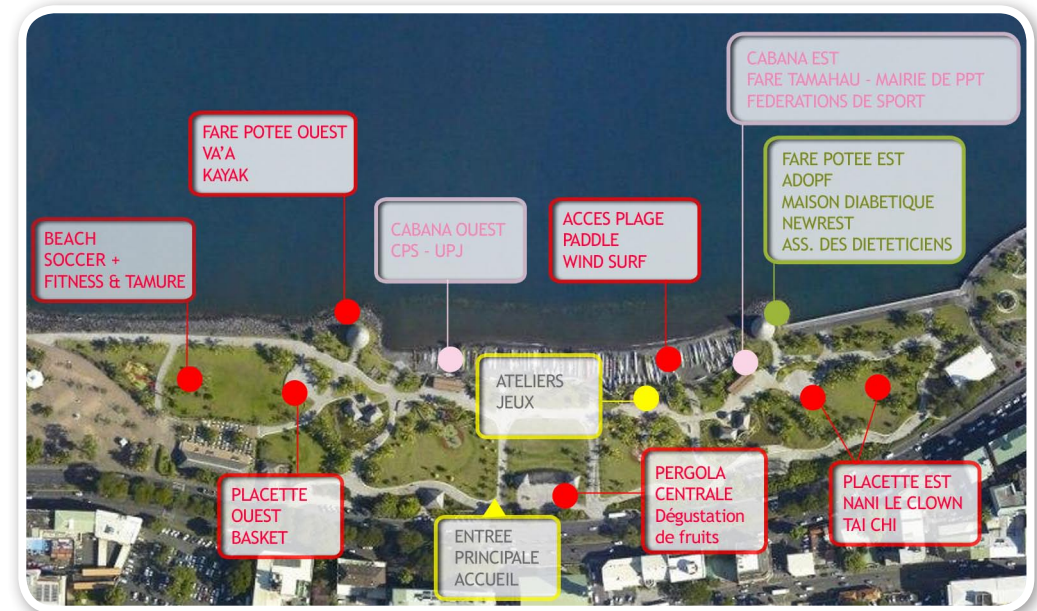 CABANA EST
FARE TAMAHAU - MAIRIE DE PPT
FEDERATIONS DE SPORT
FARE POTEE OUEST
VA'A
KAYAK
FARE POTEE EST
ADOPF
MAISON DIABETIQUE
NEWREST
ASS. DES DIETETICIENS
BEACH
SOCCER +
FITNESS & TAMURE
CABANA OUEST
CPS - UPJ
ACCES PLAGE
PADDLE
WIND SURF
ATELIERS
JEUX
PLACETTE
OUEST
BASKET
ENTREE
PRINCIPALE
ACCUEIL
PERGOLA
CENTRALE
Dégustation
de fruits
PLACETTE EST
NANI LE CLOWN
TAI CHI